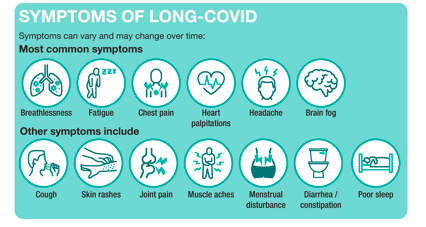 SYMPTOMS OF LONG-COVID
Symptoms can vary and may change over time:
Most common symptoms
zzz
Breathlessness Fatigue Chest pain Heart palpitations Headache Brain fog
Other symptoms include
Cough Skin rashes Joint pain Muscle aches Menstrual disturbance Diarrhea / constipation Poor sleep